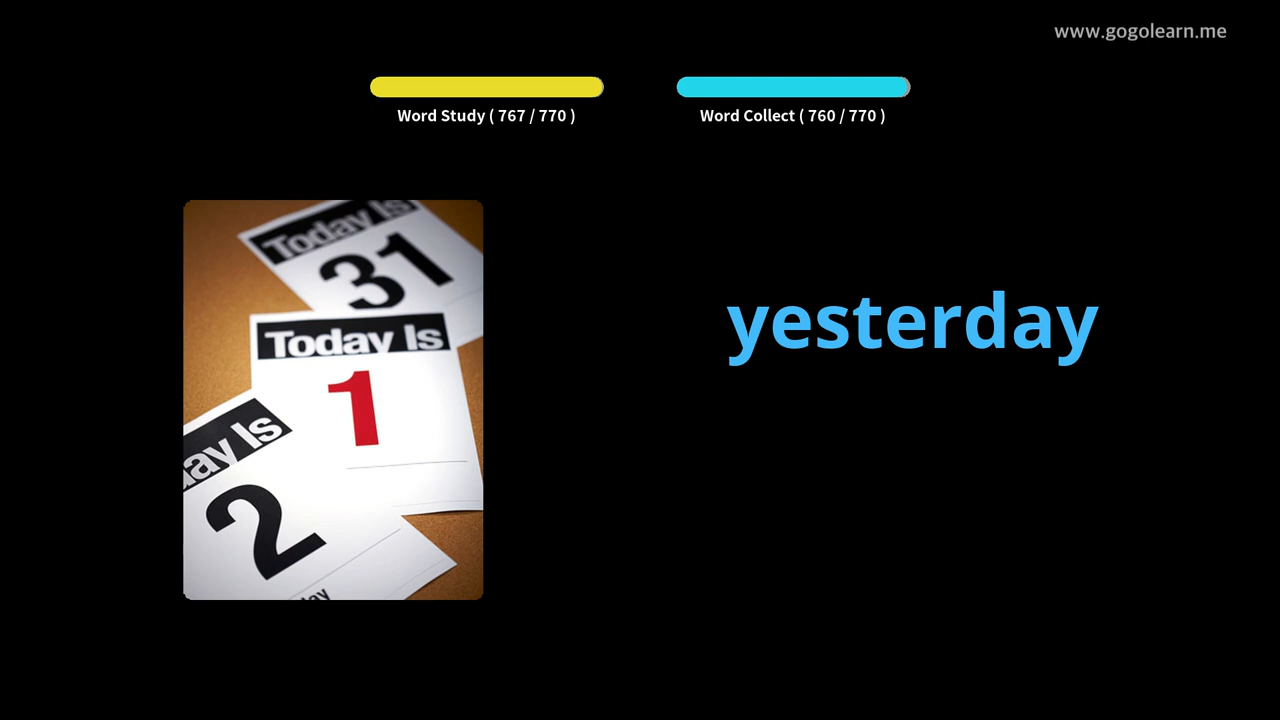 www.gogolearn.me
Word Study ( 767 / 770 )
Word Collect ( 760 / 770 )
Today Is
31
Today Is
1
ay Is
2
yesterday